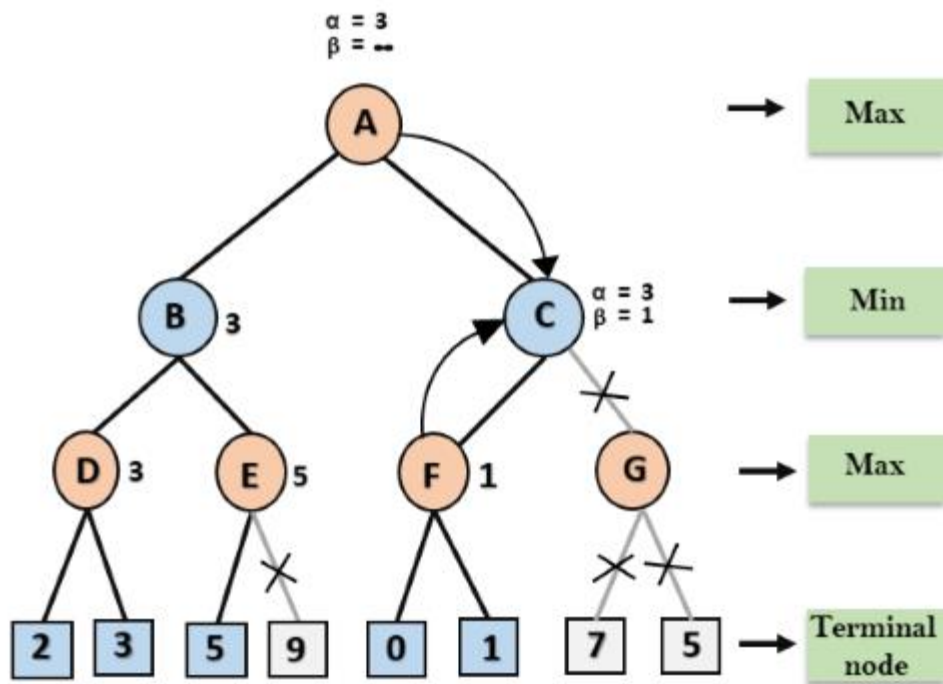 α = 3
β = ∞
A
Max
B
3
C
α = 3
β = 1
Min
D
3
E
5
F
1
G
Max
2
3
5
9
0
1
7
5
Terminal
node